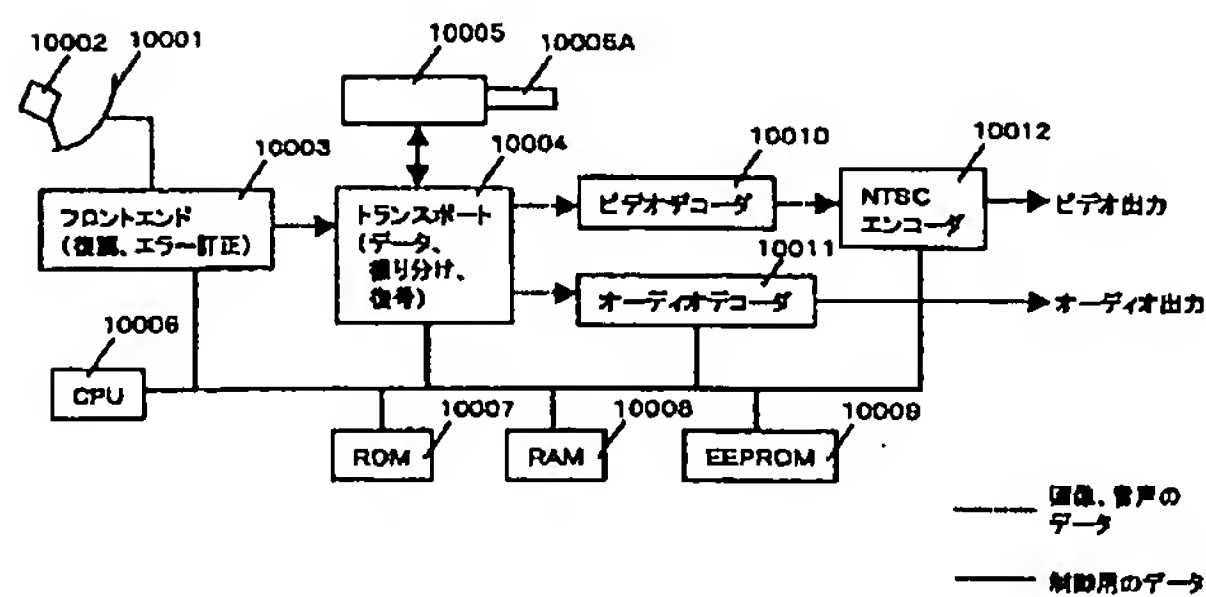 10002
10001
10005
10005A
10003
10004
10010
10012
フロントエンド
(復調、エラー訂正)
トランスポート
(データ、
振り分け、
復号)
ビデオデコーダ
NTSC
エンコーダ
ビデオ出力
10011
オーディオデコーダ
オーディオ出力
10006
CPU
10007
10008
10009
ROM
RAM
EEPROM
画像、音声の
データ
制御用のデータ